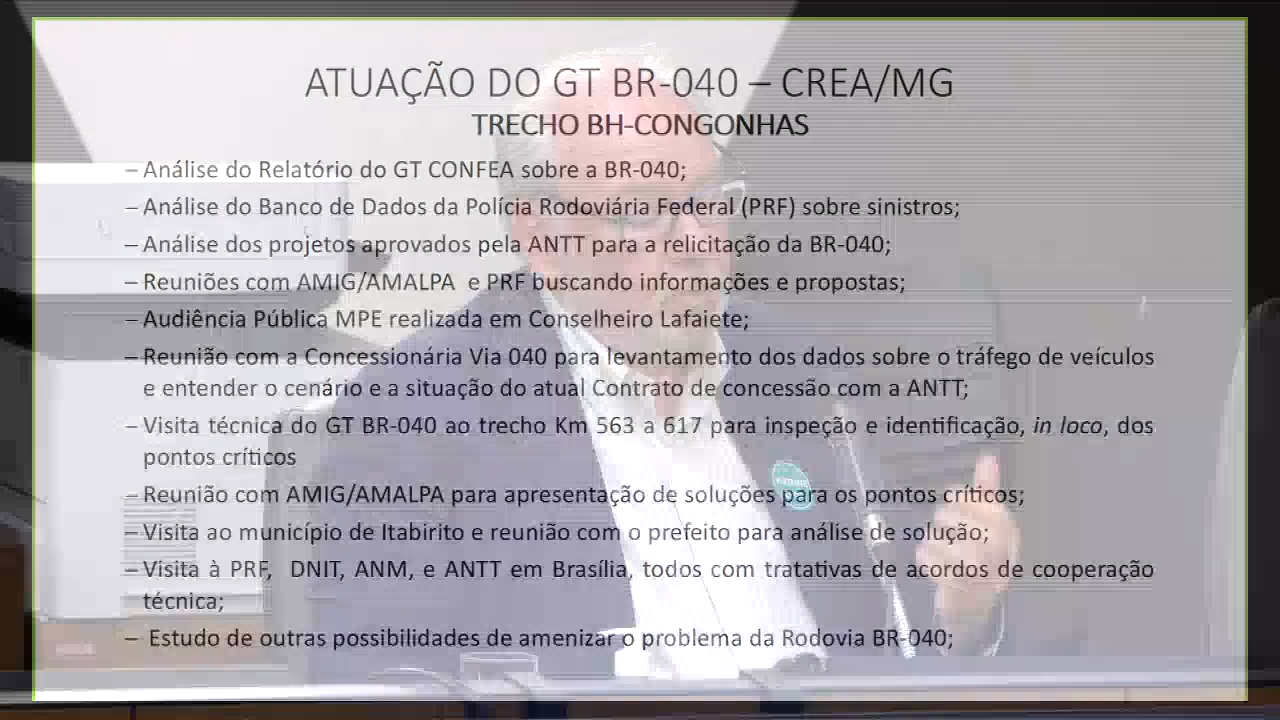 ATUAÇÃO DO GT BR-040 – CREA/MG
TRECHO BH-CONGONHAS
– Análise do Relatório do GT CONFEA sobre a BR-040;
– Análise do Banco de Dados da Polícia Rodoviária Federal (PRF) sobre sinistros;
– Análise dos projetos aprovados pela ANTT para a relicitação da BR-040;
– Reuniões com AMIG/AMALPA e PRF buscando informações e propostas;
– Audiência Pública MPE realizada em Conselheiro Lafaiete;
– Reunião com a Concessionária Via 040 para levantamento dos dados sobre o tráfego de veículos
e entender o cenário e a situação do atual Contrato de concessão com a ANTT;
– Visita técnica do GT BR-040 ao trecho Km 563 a 617 para inspeção e identificação, in loco, dos
pontos críticos
– Reunião com AMIG/AMALPA para apresentação de soluções para os pontos críticos;
– Visita ao município de Itabirito e reunião com o prefeito para análise de solução;
– Visita à PRF, DNIT, ANM, e ANTT em Brasília, todos com tratativas de acordos de cooperação
técnica;
– Estudo de outras possibilidades de amenizar o problema da Rodovia BR-040;